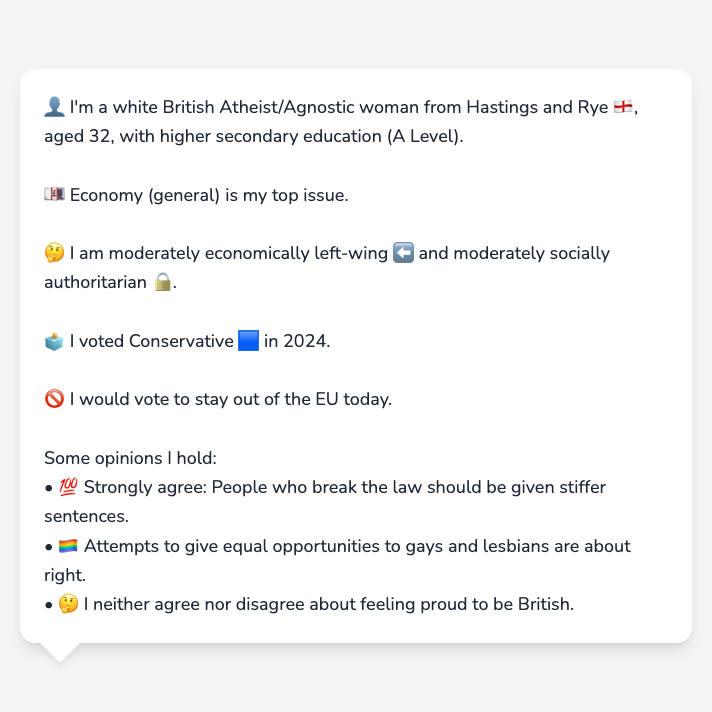 👤 I'm a white British Atheist/Agnostic woman from Hastings and Rye 🏴󠁧󠁢󠁥󠁮󠁧󠁿,
aged 32, with higher secondary education (A Level).
💷 Economy (general) is my top issue.
🤔 I am moderately economically left-wing ⬅️ and moderately socially
authoritarian 🔒.
🗳️ I voted Conservative 🟦 in 2024.
🚫 I would vote to stay out of the EU today.
Some opinions I hold:
• 💯 Strongly agree: People who break the law should be given stiffer
sentences.
• 🏳️‍🌈 Attempts to give equal opportunities to gays and lesbians are about
right.
• 🤔 I neither agree nor disagree about feeling proud to be British.